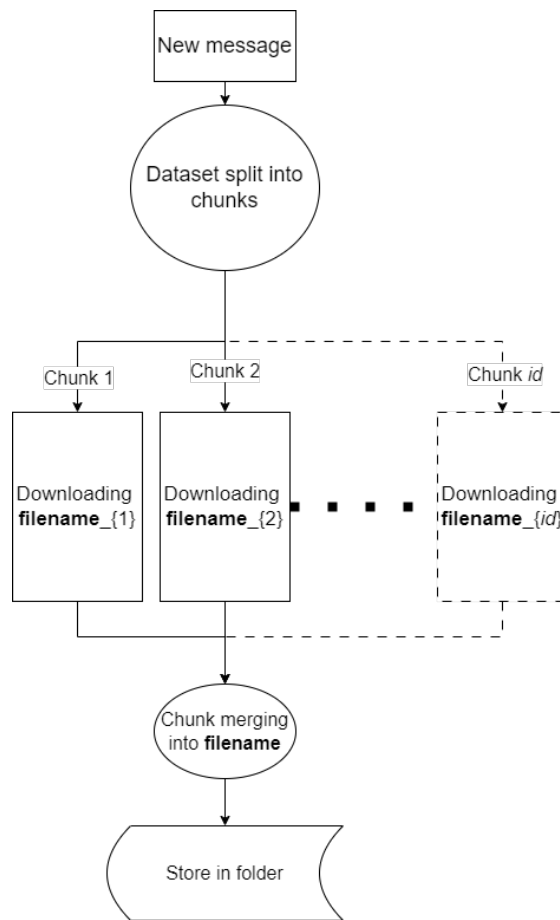 New message
Dataset split into
chunks
Chunk 1
Chunk 2
Chunk id
Downloading
filename_{1}
Downloading
filename_{2}
Downloading
filename_{id}
Chunk merging
into filename
Store in folder